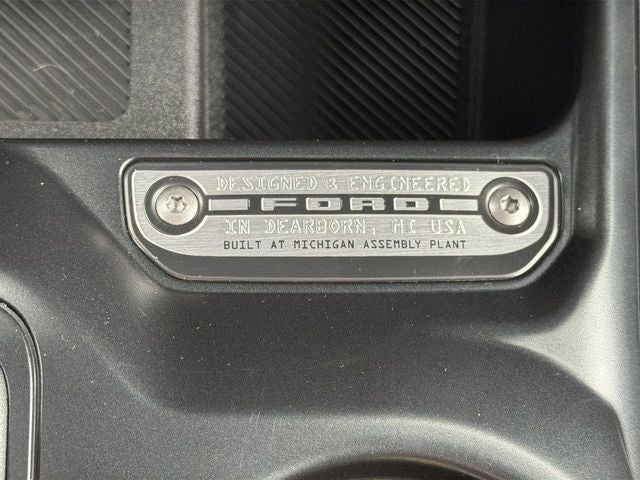 DESIGNED & ENGINEERED
FORD
IN DEARBORN, MI USA
BUILT AT MICHIGAN ASSEMBLY PLANT